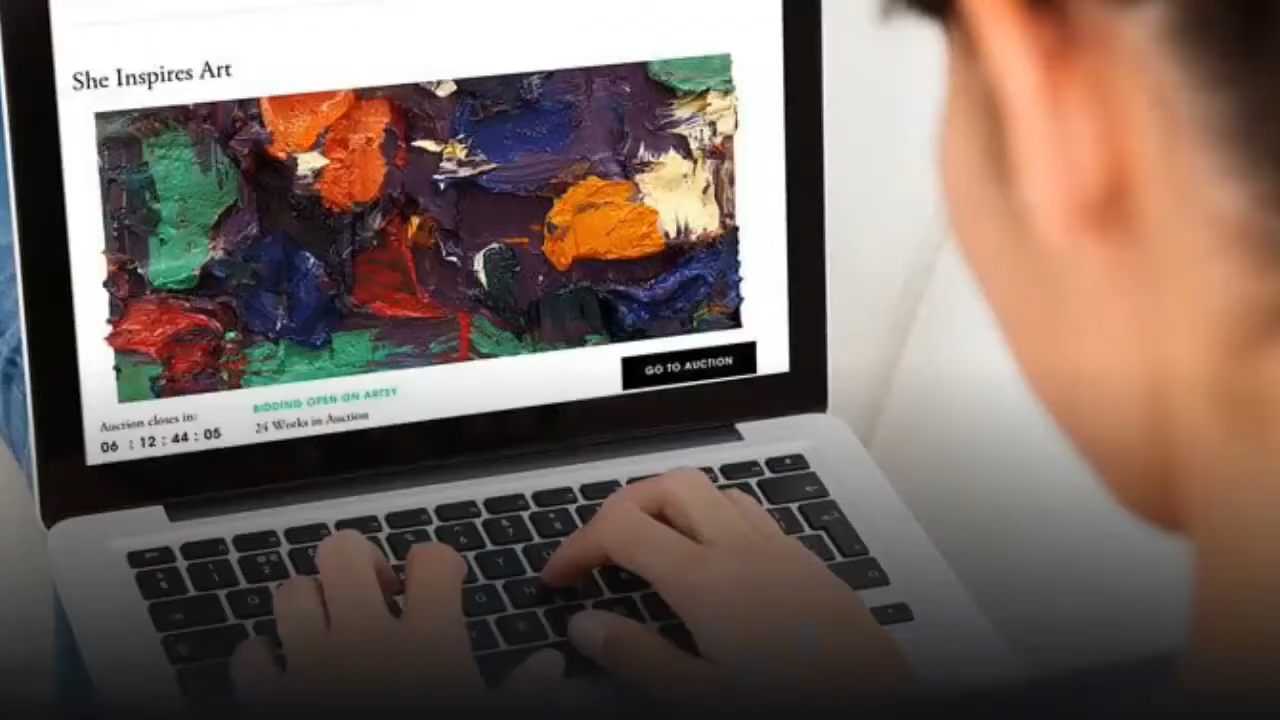 She Inspires Art
GO TO AUCTION
BIDDING OPEN ON ARTSY
Auction closes in:
24 Works in Auction
06 : 12 : 44 : 05